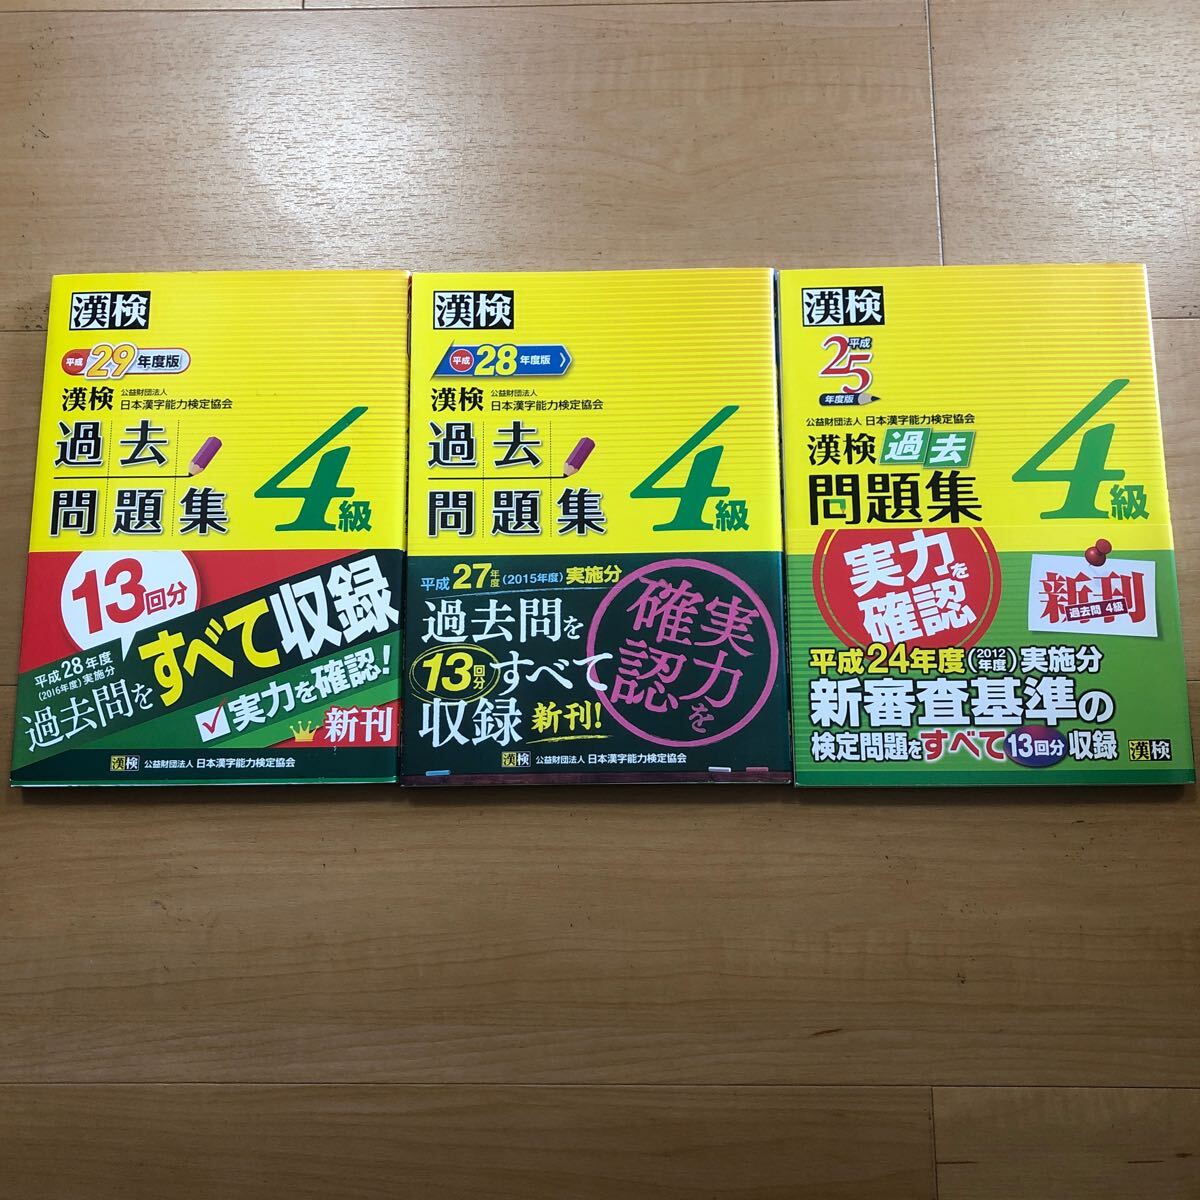 漢検
平成29年度版
漢検 公益財団法人 日本漢字能力検定協会
過去
問題集
4級
13回分
すべて収録
平成28年度
(2016年度)実施分
過去問を
実力を確認!
新刊
漢検 公益財団法人 日本漢字能力検定協会
漢検
平成28年度版
漢検 公益財団法人 日本漢字能力検定協会
過去
問題集
4級
平成27年度(2015年度)実施分
過去問を
13回分すべて
収録 新刊!
実力を
確認
漢検 公益財団法人 日本漢字能力検定協会
漢検
平成
25
年度版
公益財団法人 日本漢字能力検定協会
漢検 過去
問題集
4級
実力を
確認
新刊
過去問 4級
平成24年度(2012年度)実施分
新審査基準の
検定問題をすべて13回分収録 漢検